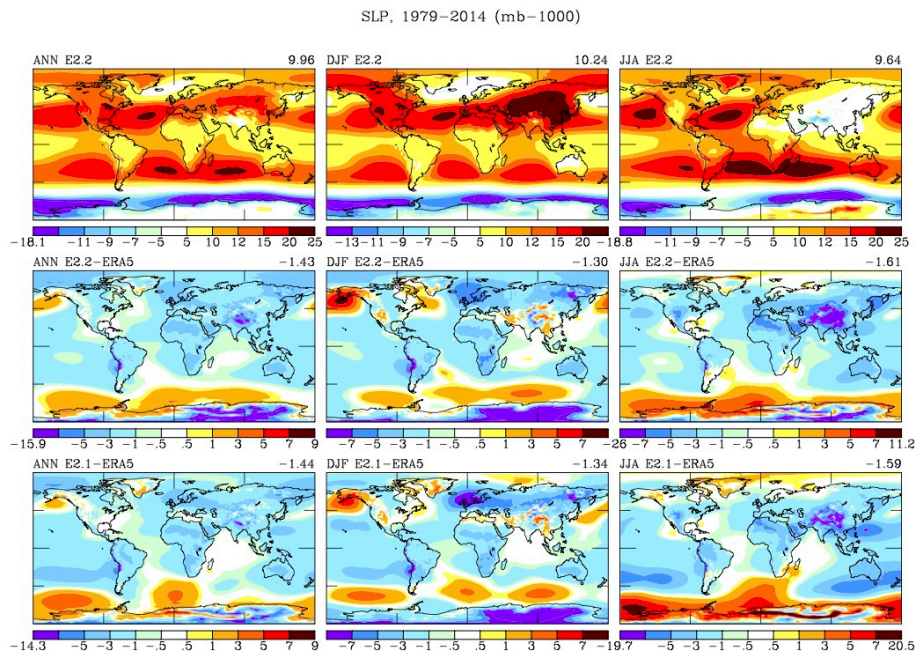 SLP, 1979-2014 (mb-1000)
ANN E2.2 9.96 DJF E2.2 10.24 JJA E2.2 9.64
-11 -9 -7 -5 5 10 12 15 20 25 -13 -11 -9 -7 -5 5 10 12 15 20 -11 -9 -7 -5 5 10 12 15 20 25
ANN E2.2-ERA5 -1.43 DJF E2.2-ERA5 -1.30 JJA E2.2-ERA5 -1.61
15.9 -5 -3 -1 .5 .5 1 3 5 7 9 -7 -5 -3 -1 .5 .5 1 3 5 7 -26 -5 -3 -1 .5 .5 1 3 5 7 11.2
ANN E2.1-ERA5 -1.44 DJF E2.1-ERA5 -1.34 JJA E2.1-ERA5 -1.59
-14.3 -5 -3 -1 .5 .5 1 3 5 7 9 -7 -5 -3 -1 .5 .5 1 3 5 7 -5 -3 -1 .5 .5 1 3 5 7 20.5